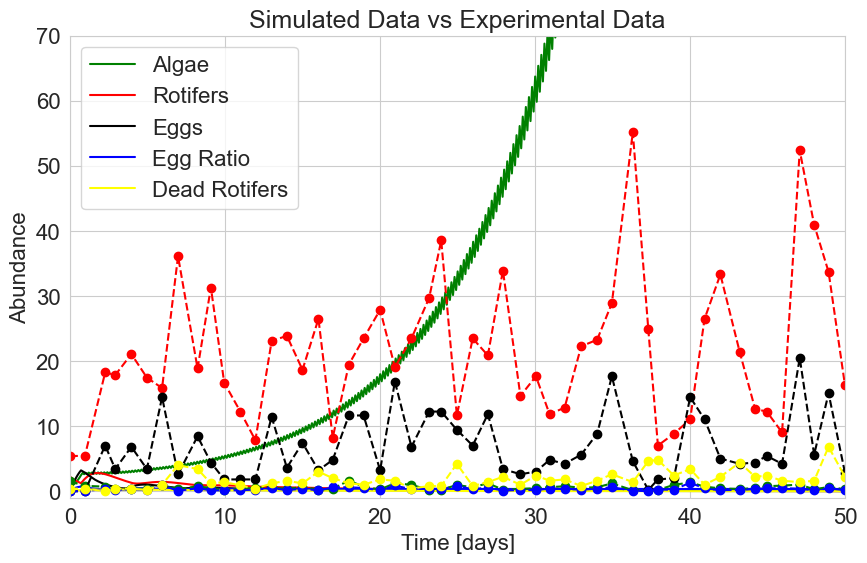 Simulated Data vs Experimental Data
70
60
50
40
30
20
10
0
Abundance
Algae
Rotifers
Eggs
Egg Ratio
Dead Rotifers
0 10 20 30 40 50
Time [days]